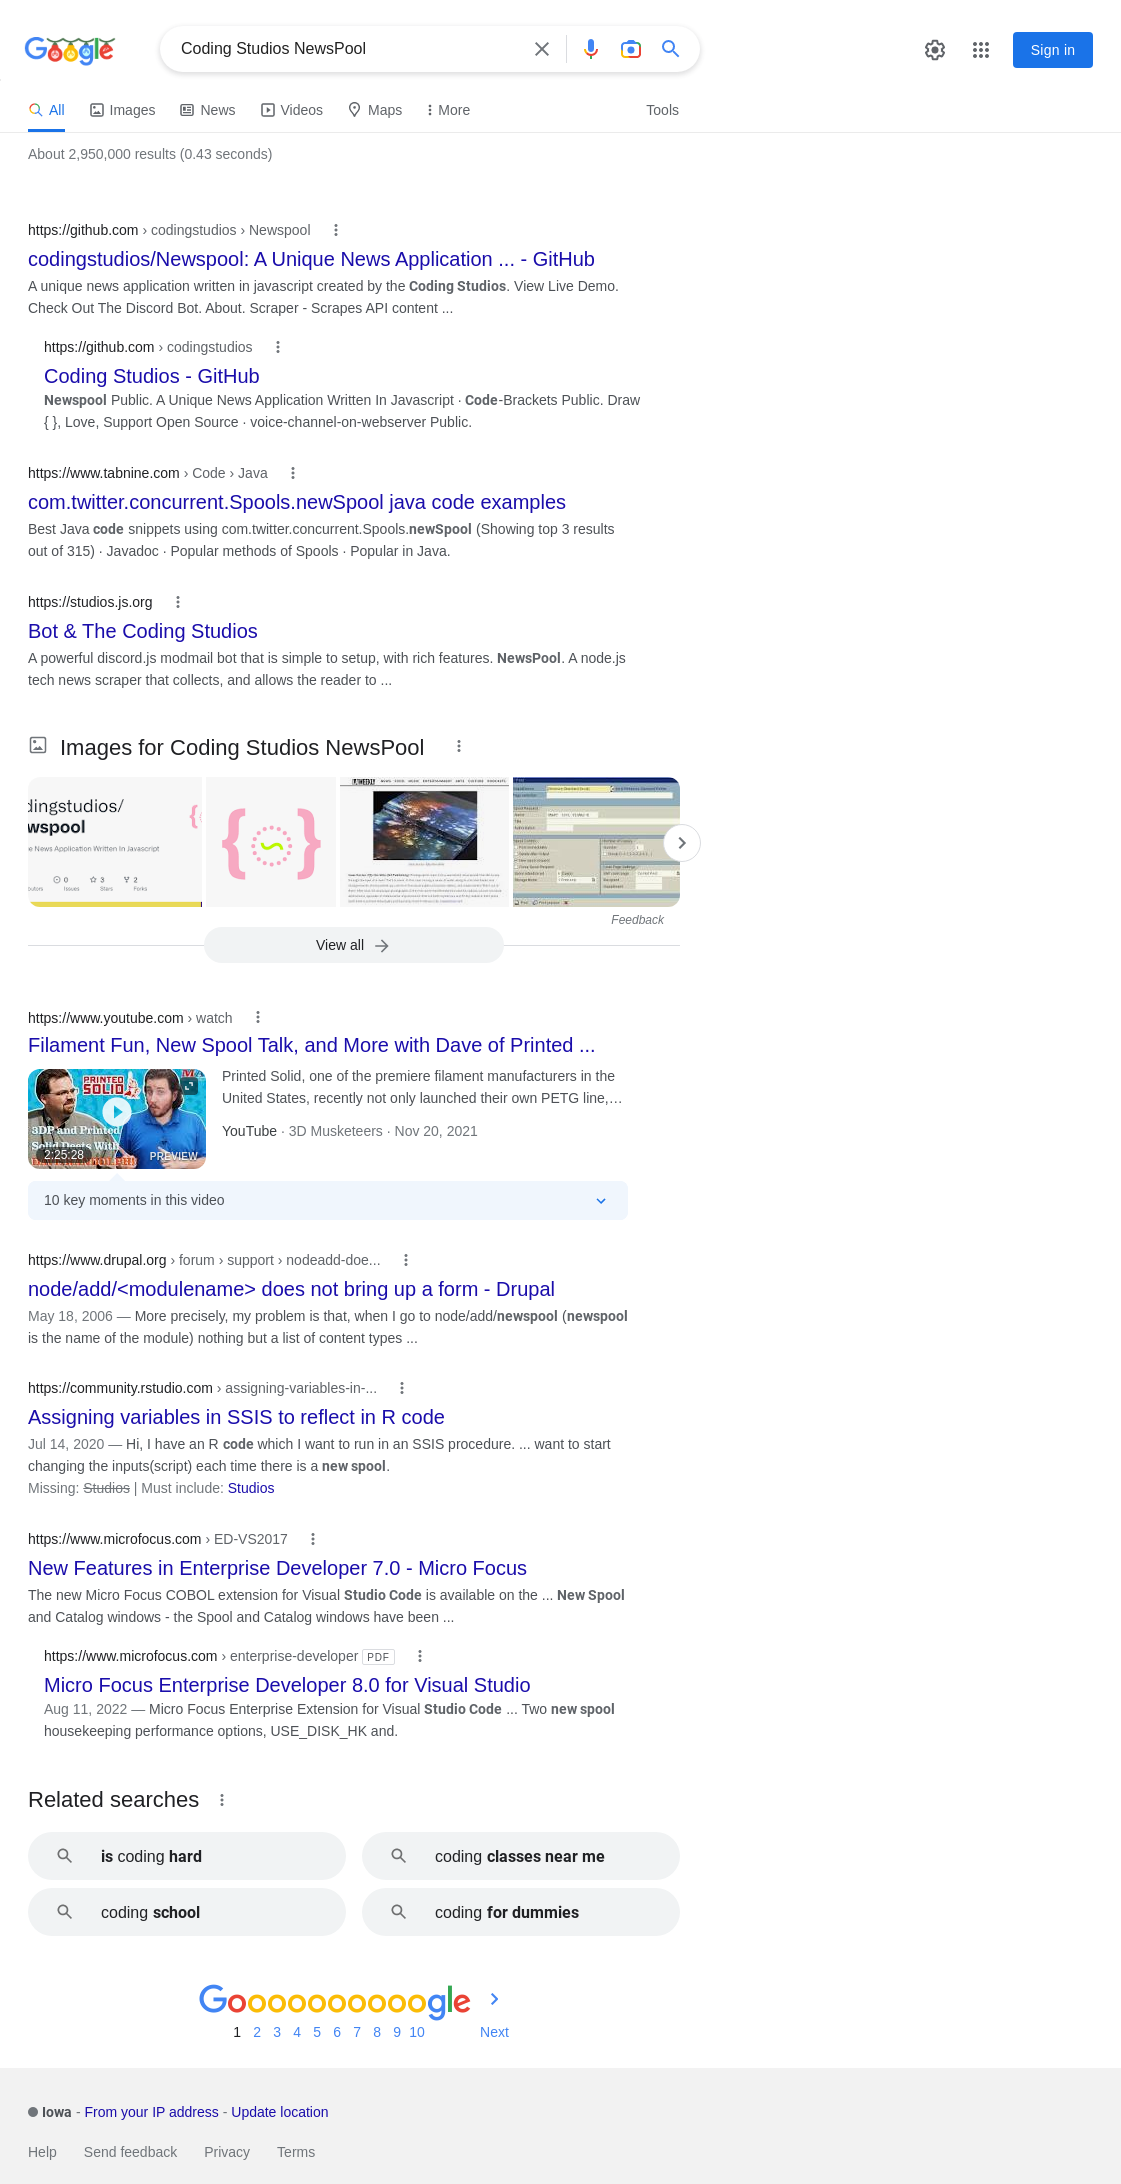 Google
Coding Studios NewsPool
Sign in
All
Images
News
Videos
Maps
More
Tools
About 2,950,000 results (0.43 seconds)
https://github.com › codingstudios › Newspool
codingstudios/Newspool: A Unique News Application ... - GitHub
A unique news application written in javascript created by the Coding Studios. View Live Demo.
Check Out The Discord Bot. About. Scraper - Scrapes API content ...
https://github.com › codingstudios
Coding Studios - GitHub
Newspool Public. A Unique News Application Written In Javascript · Code-Brackets Public. Draw
{ }, Love, Support Open Source · voice-channel-on-webserver Public.
https://www.tabnine.com › Code › Java
com.twitter.concurrent.Spools.newSpool java code examples
Best Java code snippets using com.twitter.concurrent.Spools.newSpool (Showing top 3 results
out of 315) · Javadoc · Popular methods of Spools · Popular in Java.
https://studios.js.org
Bot & The Coding Studios
A powerful discord.js modmail bot that is simple to setup, with rich features. NewsPool. A node.js
tech news scraper that collects, and allows the reader to ...
Images for Coding Studios NewsPool
dingstudios/
wspool
e News Application Written In Javascript
0
3
2
Issues
Stars
Forks
Feedback
View all
https://www.youtube.com › watch
Filament Fun, New Spool Talk, and More with Dave of Printed ...
PRINTED
SOLID
3DP and Printed
Solid Deets With
2:25:28
PREVIEW
Printed Solid, one of the premiere filament manufacturers in the
United States, recently not only launched their own PETG line,…
YouTube · 3D Musketeers · Nov 20, 2021
10 key moments in this video
https://www.drupal.org › forum › support › nodeadd-doe...
node/add/<modulename> does not bring up a form - Drupal
May 18, 2006 — More precisely, my problem is that, when I go to node/add/newspool (newspool
is the name of the module) nothing but a list of content types ...
https://community.rstudio.com › assigning-variables-in-...
Assigning variables in SSIS to reflect in R code
Jul 14, 2020 — Hi, I have an R code which I want to run in an SSIS procedure. ... want to start
changing the inputs(script) each time there is a new spool.
Missing: Studios | Must include: Studios
https://www.microfocus.com › ED-VS2017
New Features in Enterprise Developer 7.0 - Micro Focus
The new Micro Focus COBOL extension for Visual Studio Code is available on the ... New Spool
and Catalog windows - the Spool and Catalog windows have been ...
https://www.microfocus.com › enterprise-developer PDF
Micro Focus Enterprise Developer 8.0 for Visual Studio
Aug 11, 2022 — Micro Focus Enterprise Extension for Visual Studio Code ... Two new spool
housekeeping performance options, USE_DISK_HK and.
Related searches
is coding hard
coding classes near me
coding school
coding for dummies
Goooooooooogle
1 2 3 4 5 6 7 8 9 10 Next
Iowa - From your IP address - Update location
Help
Send feedback
Privacy
Terms